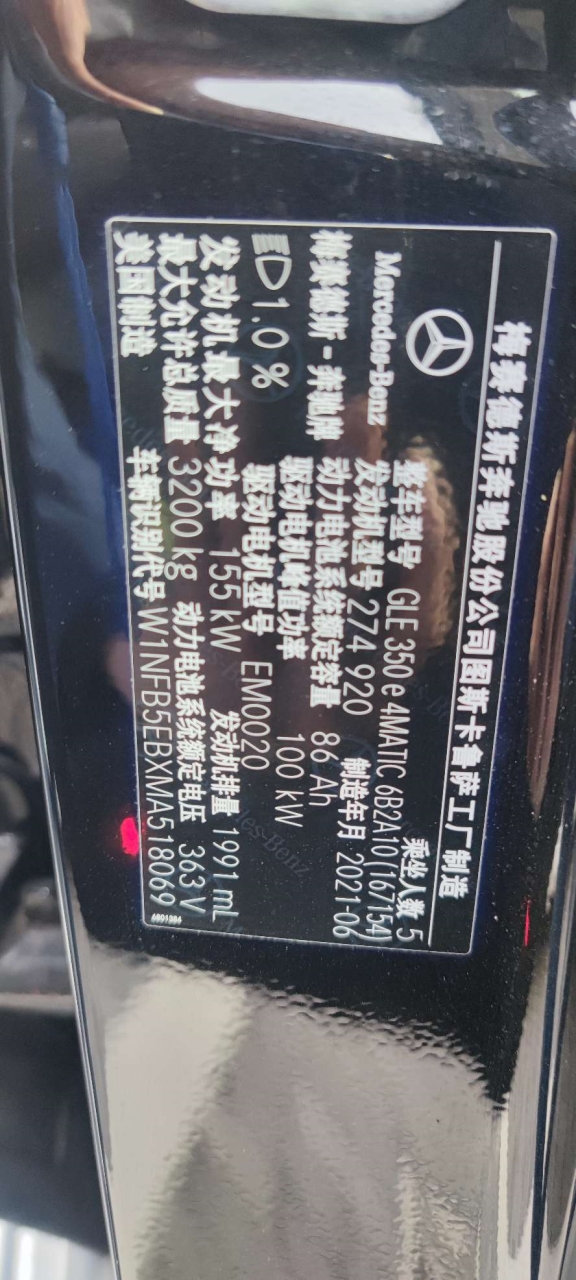 梅赛德斯奔驰股份公司图斯卡鲁萨工厂制造
Mercedes-Benz
梅赛德斯-奔驰牌
整车型号 GLE 350 e 4MATIC 6B2A10 (167154)
乘坐人数 5
发动机型号 274 920
制造年月 2021-06
动力电池系统额定容量 86 Ah
驱动电机峰值功率 100 kW
1.0 %
驱动电机型号 EM0020
发动机最大净功率 155 kW
发动机排量 1991 mL
最大允许总质量 3200 kg
动力电池系统额定电压 363 V
美国制造
车辆识别代号 W1NFB5EBXMA518069